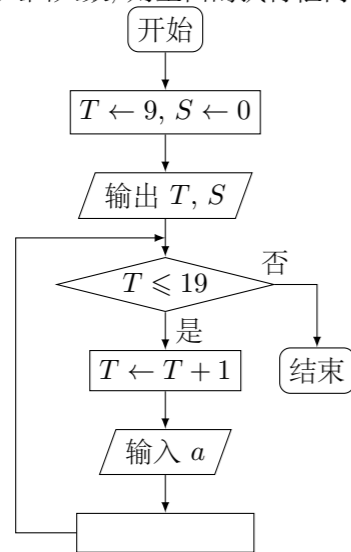 开始
T ← 9, S ← 0
输出 T, S
T ⩽ 19
否
是
T ← T + 1
结束
输入 a